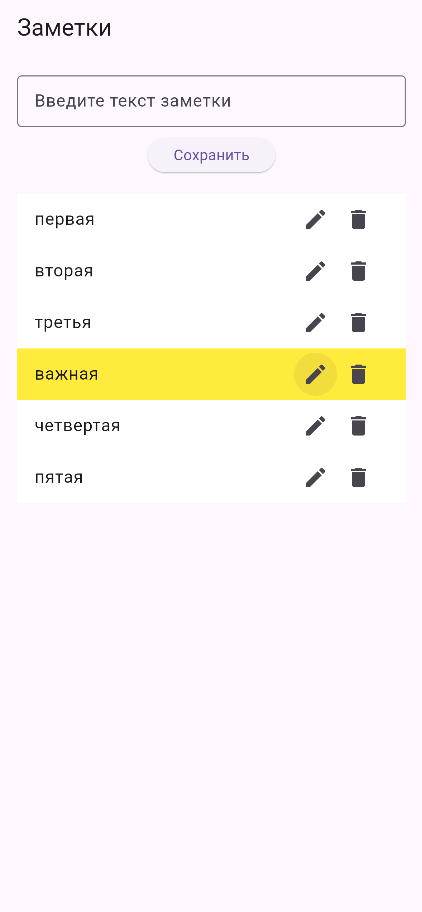 Заметки
Введите текст заметки
Сохранить
первая
вторая
третья
важная
четвертая
пятая